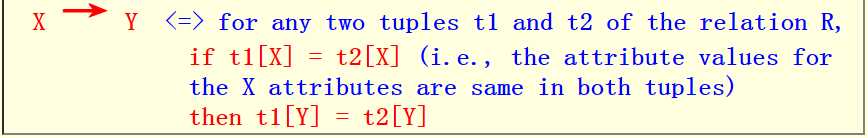 X → Y <=> for any two tuples t1 and t2 of the relation R,
if t1[X] = t2[X] (i.e., the attribute values for
the X attributes are same in both tuples)
then t1[Y] = t2[Y]